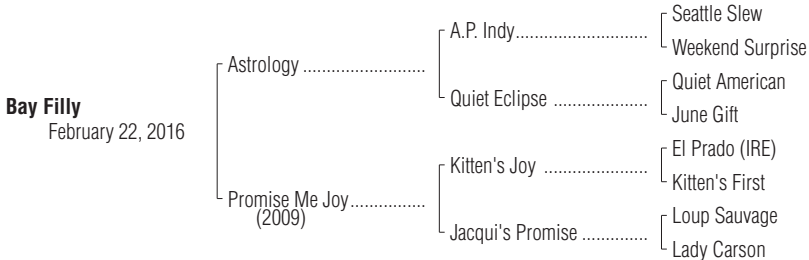 Bay Filly
February 22, 2016
Astrology ..........................
Promise Me Joy................
(2009)
A.P. Indy............................
Quiet Eclipse ....................
Kitten's Joy ......................
Jacqui's Promise ..............
Seattle Slew
Weekend Surprise
Quiet American
June Gift
El Prado (IRE)
Kitten's First
Loup Sauvage
Lady Carson